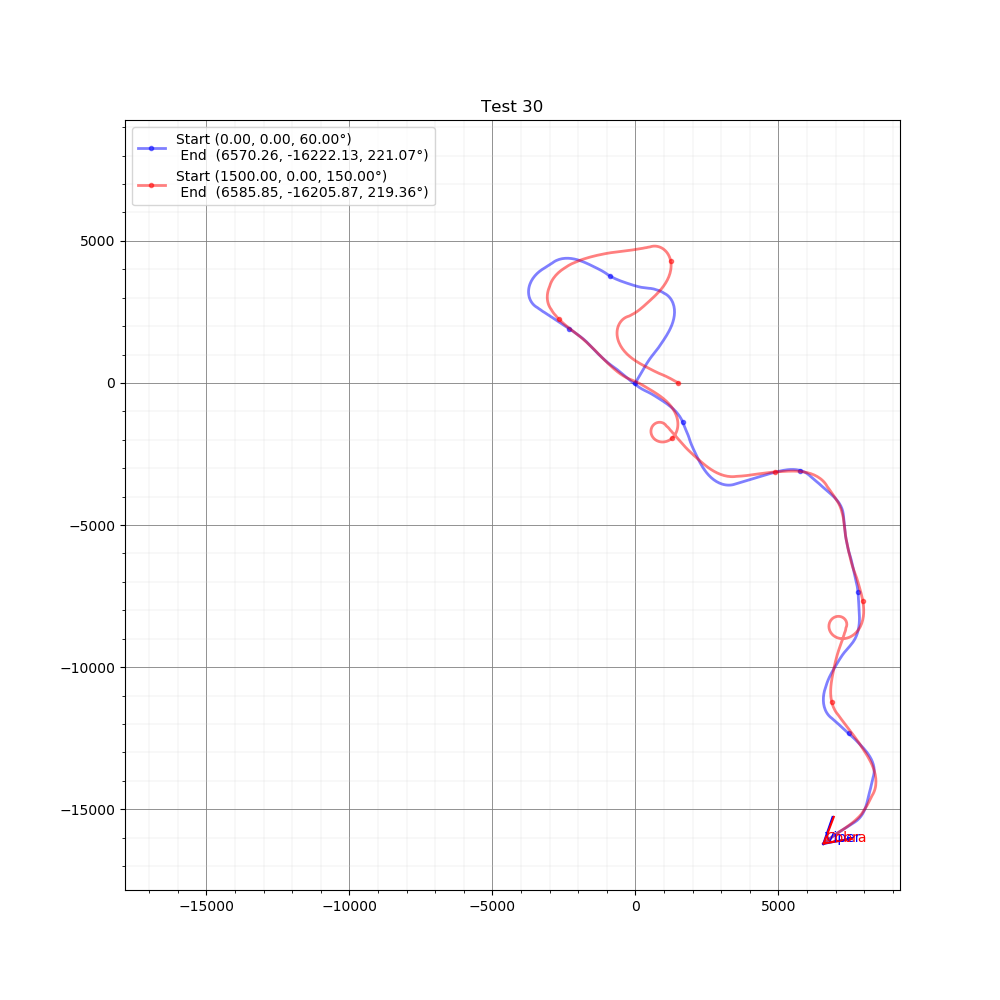 Test 30
Start (0.00, 0.00, 60.00°)
End (6570.26, -16222.13, 221.07°)
Start (1500.00, 0.00, 150.00°)
End (6585.85, -16205.87, 219.36°)
5000
0
−5000
−10000
−15000
−15000
−10000
−5000
0
5000